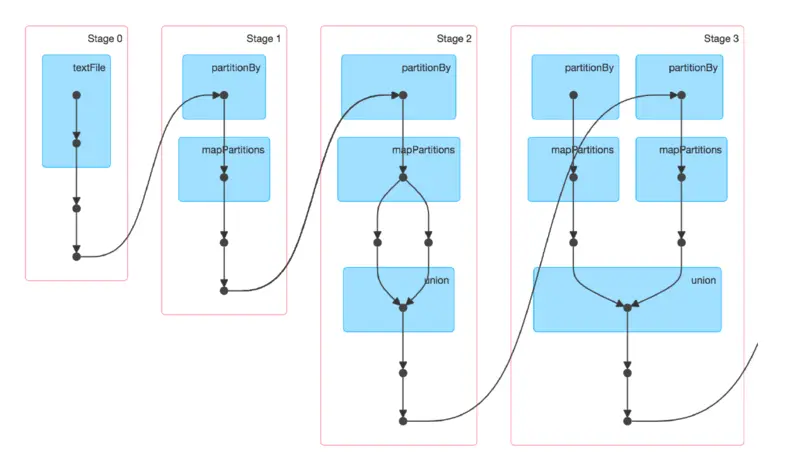 Stage 0
textFile
Stage 1
partitionBy
mapPartitions
Stage 2
partitionBy
mapPartitions
union
Stage 3
partitionBy
partitionBy
mapPartitions
mapPartitions
union